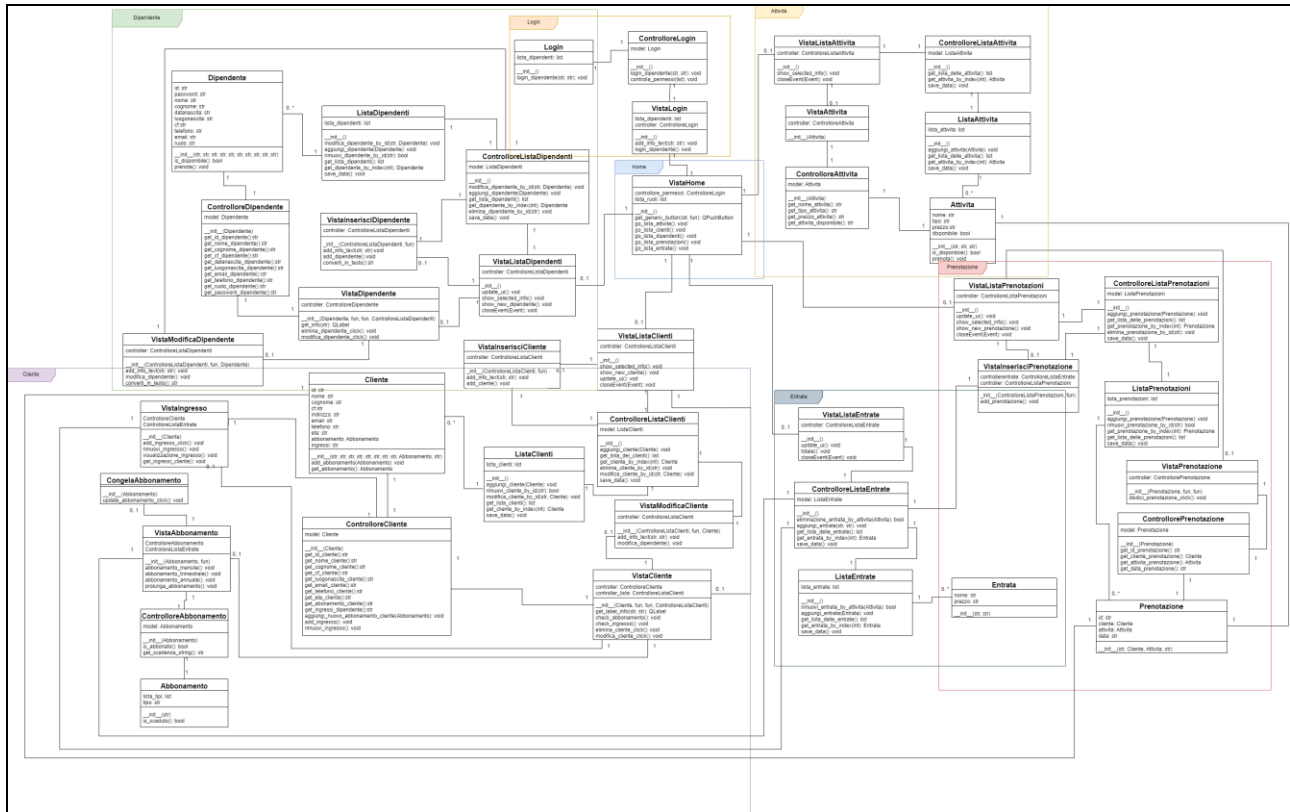 Dipendente
Login
Attività
Home
Prenotazione
Cliente
Entrate
Dipendente
id: str
password: str
nome: str
cognome: str
datanascita: str
luogonascita: str
cf: str
telefono: str
email: str
ruolo: str
__init__(str, str, str, str, str, str, str, str, str, str)
is_disponibile(): bool
prenota(): void
ListaDipendenti
lista_dipendenti: list
__init__()
modifica_dipendente_by_id(str, Dipendente): void
aggiungi_dipendente(Dipendente): void
rimuovi_dipendente_by_id(str): bool
get_lista_dipendenti(): list
get_dipendente_by_index(int): Dipendente
save_data(): void
ControlloreListaDipendenti
model: ListaDipendenti
__init__()
modifica_dipendente_by_id(str, Dipendente): void
aggiungi_dipendente(Dipendente): void
get_lista_dipendenti(): list
get_dipendente_by_index(int): Dipendente
elimina_dipendente_by_id(str): void
save_data(): void
ControlloreDipendente
model: Dipendente
__init__(Dipendente)
get_id_dipendente():str
get_nome_dipendente():str
get_cognome_dipendente():str
get_cf_dipendente():str
get_datanascita_dipendente():str
get_luogonascita_dipendente():str
get_email_dipendente():str
get_telefono_dipendente():str
get_ruolo_dipendente():str
get_password_dipendente():str
VistaInserisciDipendente
controller: ControlloreListaDipendenti
__init__(ControlloreListaDipendenti, fun)
add_info_text(str, str):void
add_dipendente():void
converti_in_testo():str
VistaListaDipendenti
controller: ControlloreListaDipendenti
__init__()
update_ui(): void
show_selected_info(): void
show_new_dipendente(): void
closeEvent(Event): void
VistaDipendente
controller: ControlloreDipendente
__init__(Dipendente, fun, fun, ControlloreListaDipendenti)
get_info(str): QLabel
elimina_dipendente_click(): void
modifica_dipendente_click(): void
VistaModificaDipendente
controller: ControlloreListaDipendenti
__init__(ControlloreListaDipendenti, fun, Dipendente)
add_info_text(str, str): void
modifica_dipendente(): void
converti_in_testo(): str
Login
lista_dipendenti: list
__init__()
login_dipendente(str, str): void
ControlloreLogin
model: Login
__init__()
login_dipendente(str, str): void
controlla_permessi(list): void
VistaLogin
lista_dipendenti: list
controller: ControlloreLogin
__init__()
add_info_text(str, str): void
login_dipendente(): void
VistaHome
controllore_permessi: ControlloreLogin
lista_ruoli: list
__init__()
get_generic_button(str, fun): QPushButton
go_lista_attivita(): void
go_lista_clienti(): void
go_lista_dipendenti(): void
go_lista_prenotazioni(): void
go_lista_entrate(): void
VistaListaAttivita
controller: ControlloreListaAttivita
__init__()
show_selected_info(): void
closeEvent(Event): void
ControlloreListaAttivita
model: ListaAttivita
__init__()
get_lista_delle_attivita(): list
get_attivita_by_index(int): Attivita
save_data(): void
VistaAttivita
controller: ControlloreAttivita
__init__(Attivita)
ListaAttivita
lista_attivita: list
__init__()
aggiungi_attivita(Attivita): void
get_lista_delle_attivita(): list
get_attivita_by_index(int): Attivita
save_data(): void
ControlloreAttivita
model: Attivita
__init__(Attivita)
get_nome_attivita(): str
get_tipo_attivita(): str
get_prezzo_attivita(): str
get_attivita_disponibile(): str
Attivita
nome: str
tipo: str
prezzo:str
disponibile: bool
__init__(str, str, str)
is_disponibile(): bool
prenota(): void
VistaListaPrenotazioni
controller: ControlloreListaPrenotazioni
__init__()
update_ui(): void
show_selected_info(): void
show_new_prenotazione(): void
closeEvent(Event): void
ControlloreListaPrenotazioni
model: ListaPrenotazioni
__init__()
aggiungi_prenotazione(Prenotazione): void
get_lista_delle_prenotazioni(): list
get_prenotazione_by_index(int): Prenotazione
elimina_prenotazione_by_id(str): void
save_data(): void
VistaInserisciPrenotazione
controllerentrate: ControlloreListaEntrate
controller: ControlloreListaPrenotazioni
__init__(ControlloreListaPrenotazioni, fun)
add_prenotazione(): void
ListaPrenotazioni
lista_prenotazioni: list
__init__()
aggiungi_prenotazione(Prenotazione): void
rimuovi_prenotazione_by_id(str): bool
get_prenotazione_by_index(int): Prenotazione
get_lista_delle_prenotazioni(): list
save_data(): void
VistaPrenotazione
controller: ControllorePrenotazione
__init__(Prenotazione, fun, fun)
disdici_prenotazione_click(): void
ControllorePrenotazione
model: Prenotazione
__init__(Prenotazione)
get_id_prenotazione(): str
get_cliente_prenotazione(): Cliente
get_attivita_prenotazione(): Attivita
get_data_prenotazione(): str
Prenotazione
id: str
cliente: Cliente
attivita: Attivita
data: str
__init__(str, Cliente, Attivita, str)
VistaListaClienti
controller: ControlloreListaClienti
__init__()
show_selected_info(): void
show_new_cliente(): void
update_ui(): void
closeEvent(Event): void
VistaInserisciCliente
controller: ControlloreListaClienti
__init__(ControlloreListaClienti, fun)
add_info_text(str, str): void
add_cliente(): void
Cliente
id: str
nome: str
cognome: str
cf:str
indirizzo: str
email: str
telefono: str
eta: str
abbonamento: Abbonamento
ingressi: str
__init__(str, str, str, str, str, str, str, str, Abbonamento, str)
add_abbonamento(Abbonamento): void
get_abbonamento(): Abbonamento
VistaIngresso
ControlloreCliente
ControlloreListaEntrate
__init__(Cliente)
add_ingresso_click(): void
rimuovi_ingresso(): void
visualizzazione_ingresso(): void
get_ingressi_cliente(): void
CongelaAbbonamento
__init__(Abbonamento)
update_abbonamento_click(): void
VistaAbbonamento
ControlloreAbbonamento
ControlloreListaEntrate
__init__(Abbonamento, fun)
abbonamento_mensile(): void
abbonamento_trimestrale(): void
abbonamento_annuale(): void
prolunga_abbonamento(): void
ControlloreAbbonamento
model: Abbonamento
__init__(Abbonamento)
is_abbonato(): bool
get_scadenza_string(): str
Abbonamento
lista_tipi: list
tipo: str
__init__(str)
is_scaduto(): bool
ControlloreCliente
model: Cliente
__init__(Cliente)
get_id_cliente():str
get_nome_cliente():str
get_cognome_cliente():str
get_cf_cliente():str
get_luogonascita_cliente():str
get_email_cliente():str
get_telefono_cliente():str
get_eta_cliente():str
get_abonamento_cliente():str
get_ingressi_dipendente():str
aggiungi_nuovo_abbonamento_cliente(Abbonamento): void
add_ingresso(): void
rimuovi_ingresso(): void
ListaClienti
lista_clienti: list
__init__()
aggiungi_cliente(Cliente): void
rimuovi_cliente_by_id(str): bool
modifica_cliente_by_id(str, Cliente): void
get_lista_clienti(): list
get_cliente_by_index(int): Cliente
save_data(): void
ControlloreListaClienti
model: ListaClienti
__init__()
aggiungi_cliente(Cliente): void
get_lista_dei_clienti(): list
get_cliente_by_index(int): Cliente
elimina_cliente_by_id(str): void
modifica_cliente_by_id(str, Cliente): void
save_data(): void
VistaModificaCliente
controller: ControlloreListaClienti
__init__(ControlloreListaClienti, fun, Cliente)
add_info_text(str, str): void
modifica_dipendente(): void
VistaCliente
controller: ControlloreCliente
controller_lista: ControlloreListaClienti
__init__(Cliente, fun, fun, ControlloreListaClienti)
get_label_info(str, str): QLabel
check_abbonamento(): void
check_ingresso(): void
elimina_cliente_click(): void
modifica_cliente_click(): void
VistaListaEntrate
controller: ControlloreListaEntrate
__init__()
update_ui(): void
totale(): void
closeEvent(Event): void
ControlloreListaEntrate
model: ListaEntrate
__init__()
eliminazione_entrata_by_attivita(Attivita): bool
aggiungi_entrata(str, str): void
get_lista_delle_entrate(): list
get_entrata_by_index(int): Entrata
save_data(): void
ListaEntrate
lista_entrate: list
__init__()
rimuovi_entrata_by_attivita(Attivita): bool
aggiungi_entrata(Entrata): void
get_lista_delle_entrate(): list
get_entrata_by_index(int): Entrata
save_data(): void
Entrata
nome: str
prezzo: str
__init__(str, str)